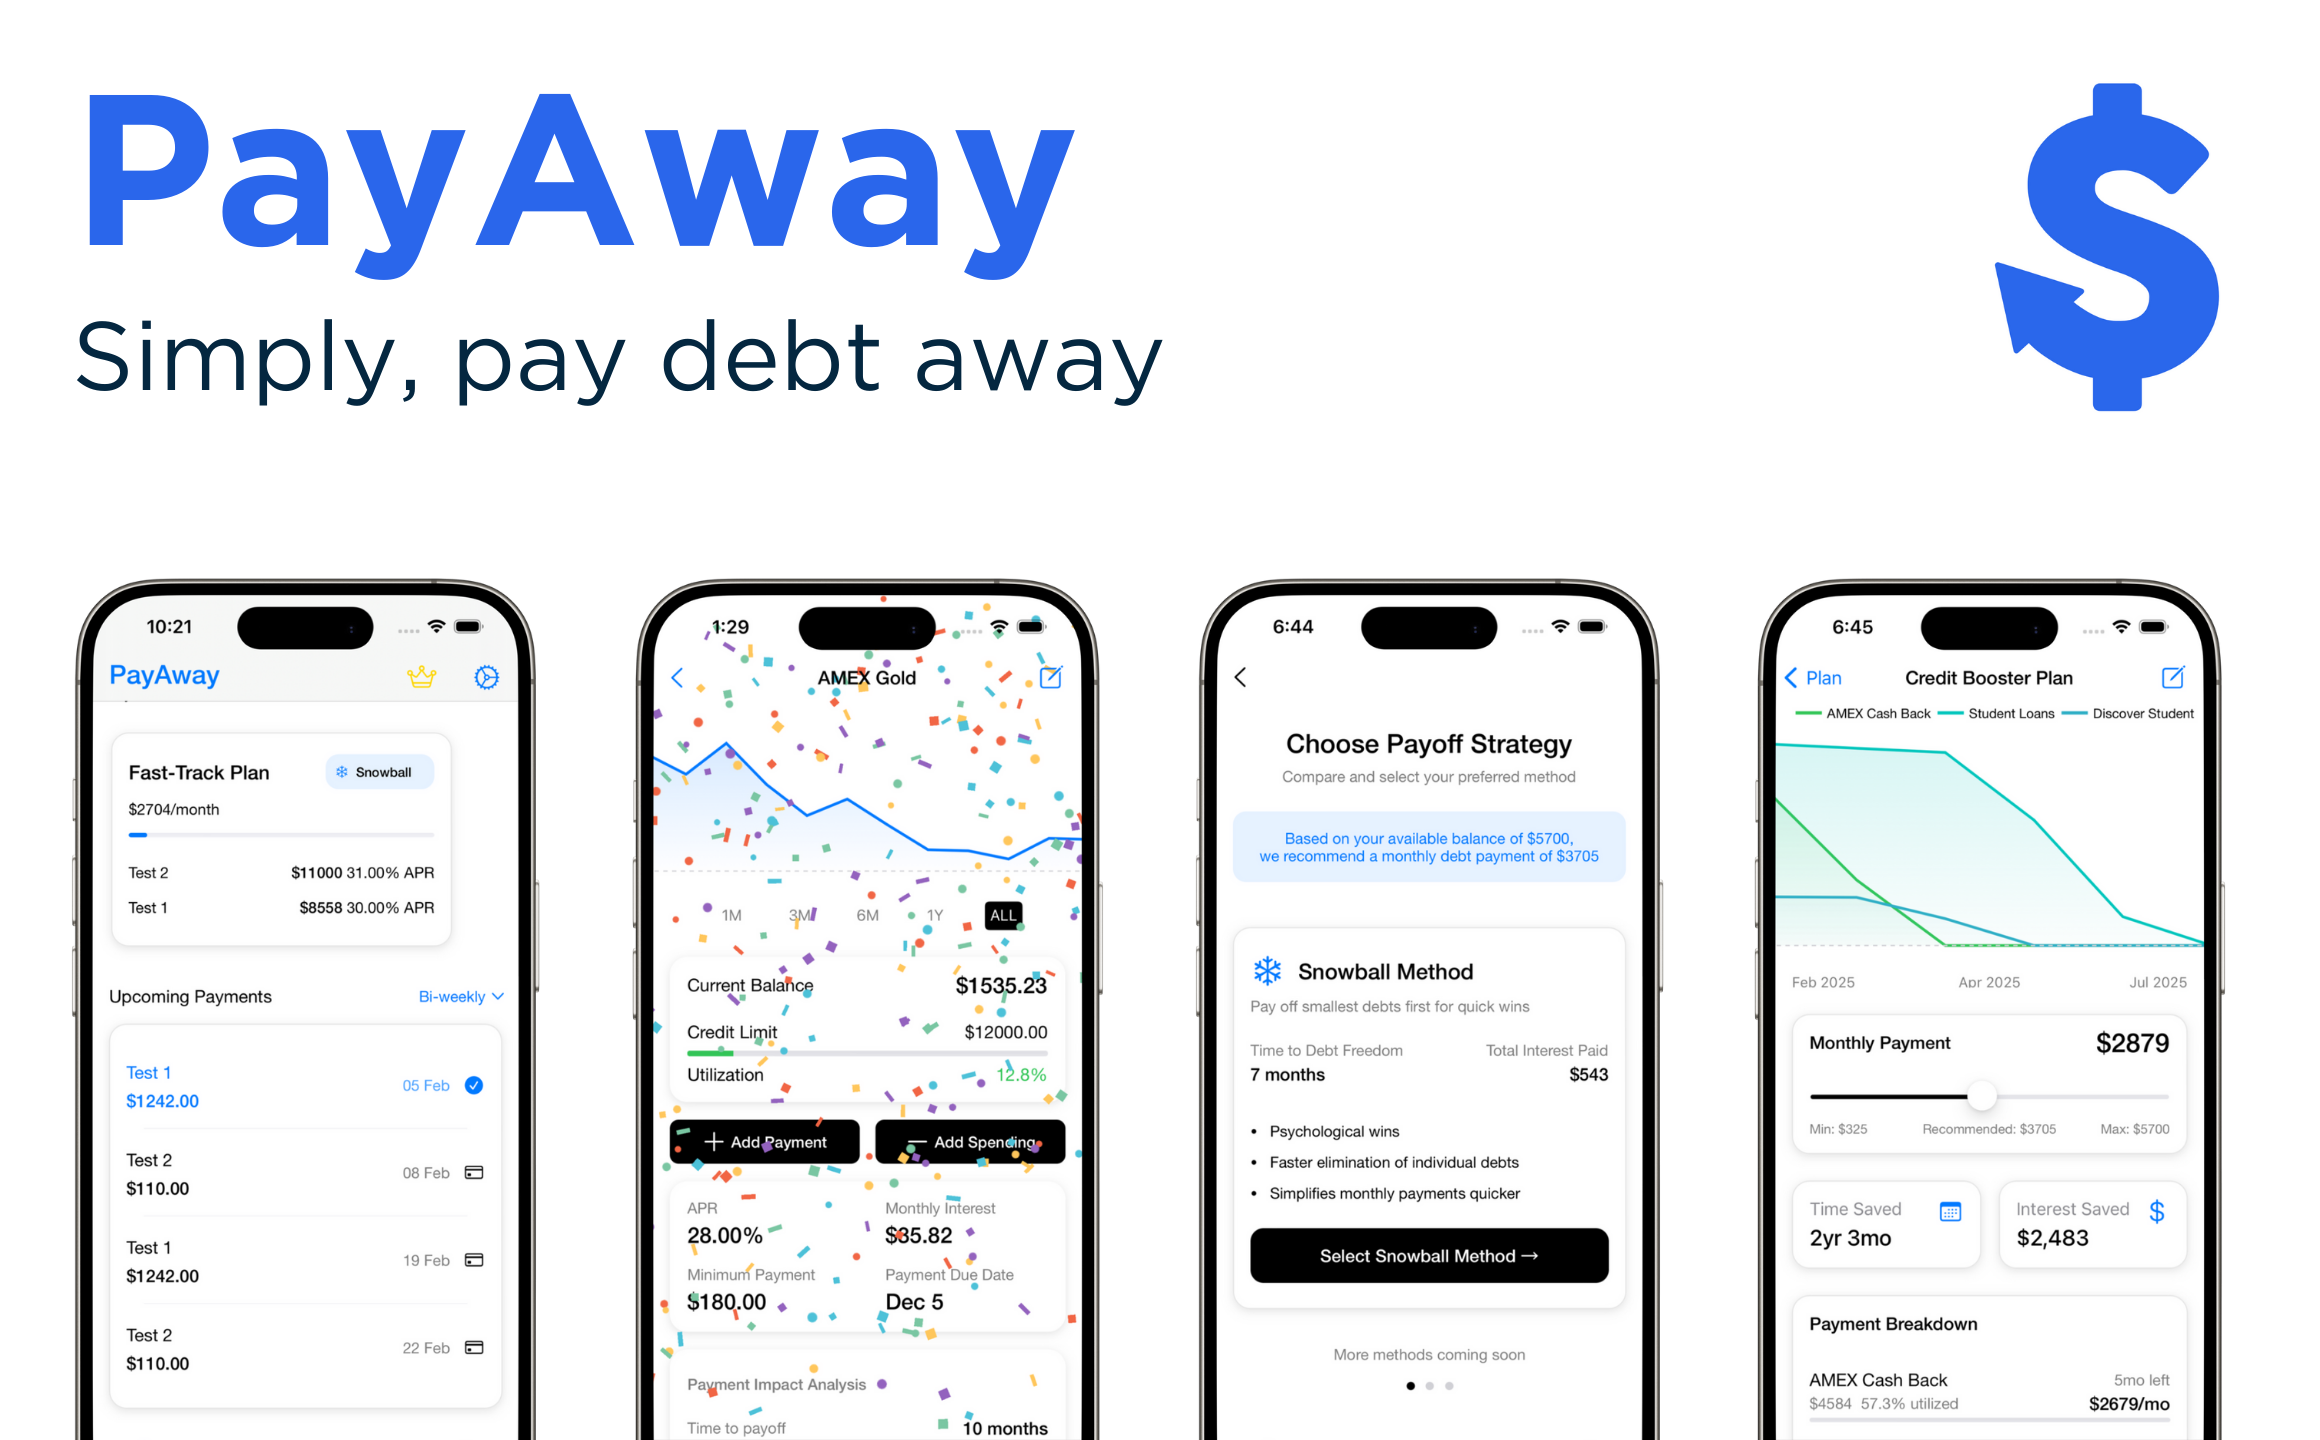 PayAway
Simply, pay debt away
10:21
PayAway
Fast-Track Plan
Snowball
$2704/month
Test 2 $11000 31.00% APR
Test 1 $8558 30.00% APR
Upcoming Payments Bi-weekly
Test 1
$1242.00
05 Feb
Test 2
$110.00
08 Feb
Test 1
$1242.00
19 Feb
Test 2
$110.00
22 Feb
1:29
AMEX Gold
1M 3M 6M 1Y ALL
Current Balance $1535.23
Credit Limit $12000.00
Utilization 12.8%
+ Add Payment — Add Spending
APR Monthly Interest
28.00% $35.82
Minimum Payment Payment Due Date
$180.00 Dec 5
Payment Impact Analysis
Time to payoff 10 months
6:44
Choose Payoff Strategy
Compare and select your preferred method
Based on your available balance of $5700,
we recommend a monthly debt payment of $3705
Snowball Method
Pay off smallest debts first for quick wins
Time to Debt Freedom Total Interest Paid
7 months $543
• Psychological wins
• Faster elimination of individual debts
• Simplifies monthly payments quicker
Select Snowball Method →
More methods coming soon
6:45
Plan Credit Booster Plan
AMEX Cash Back Student Loans Discover Student
Feb 2025 Apr 2025 Jul 2025
Monthly Payment $2879
Min: $325 Recommended: $3705 Max: $5700
Time Saved
2yr 3mo
Interest Saved $
$2,483
Payment Breakdown
AMEX Cash Back 5mo left
$4584 57.3% utilized $2679/mo